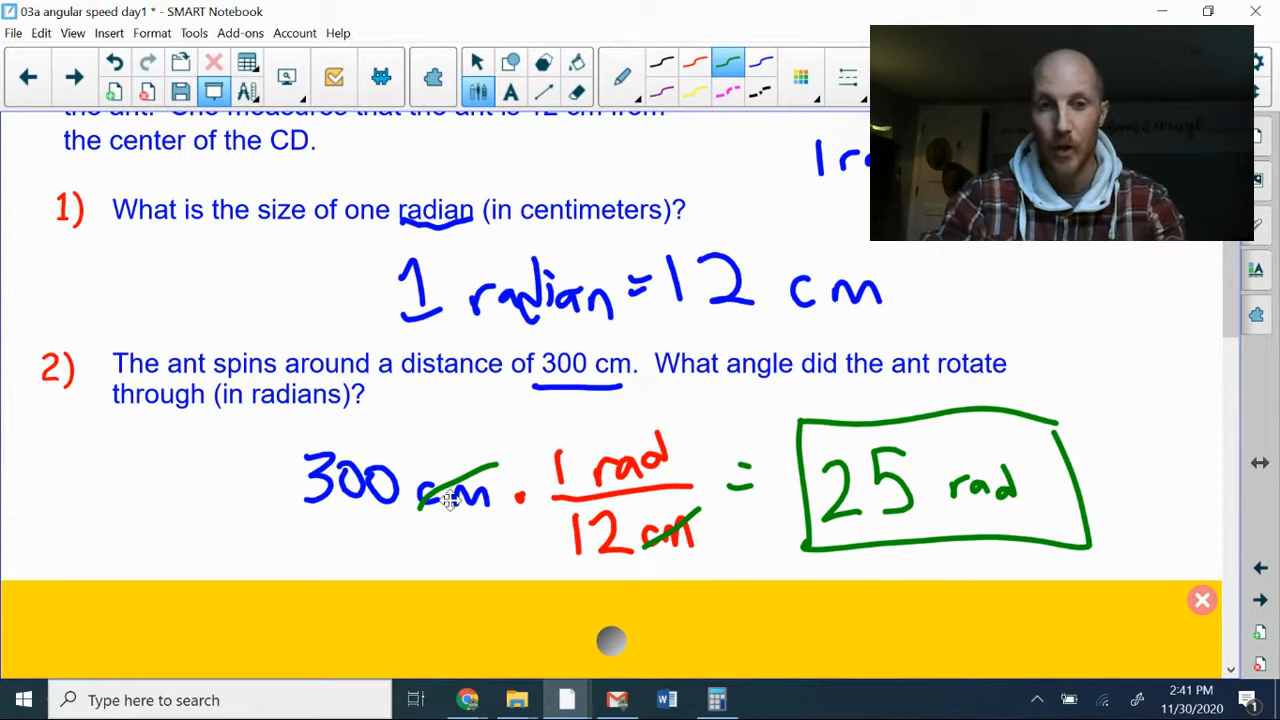 03a angular speed day1 * - SMART Notebook
File Edit View Insert Format Tools Add-ons Account Help
the center of the CD.
1) What is the size of one radian (in centimeters)?
1 radian = 12 cm
2) The ant spins around a distance of 300 cm. What angle did the ant rotate
through (in radians)?
300 cm · 1 rad
12 cm
= 25 rad
Type here to search
2:41 PM
11/30/2020
1